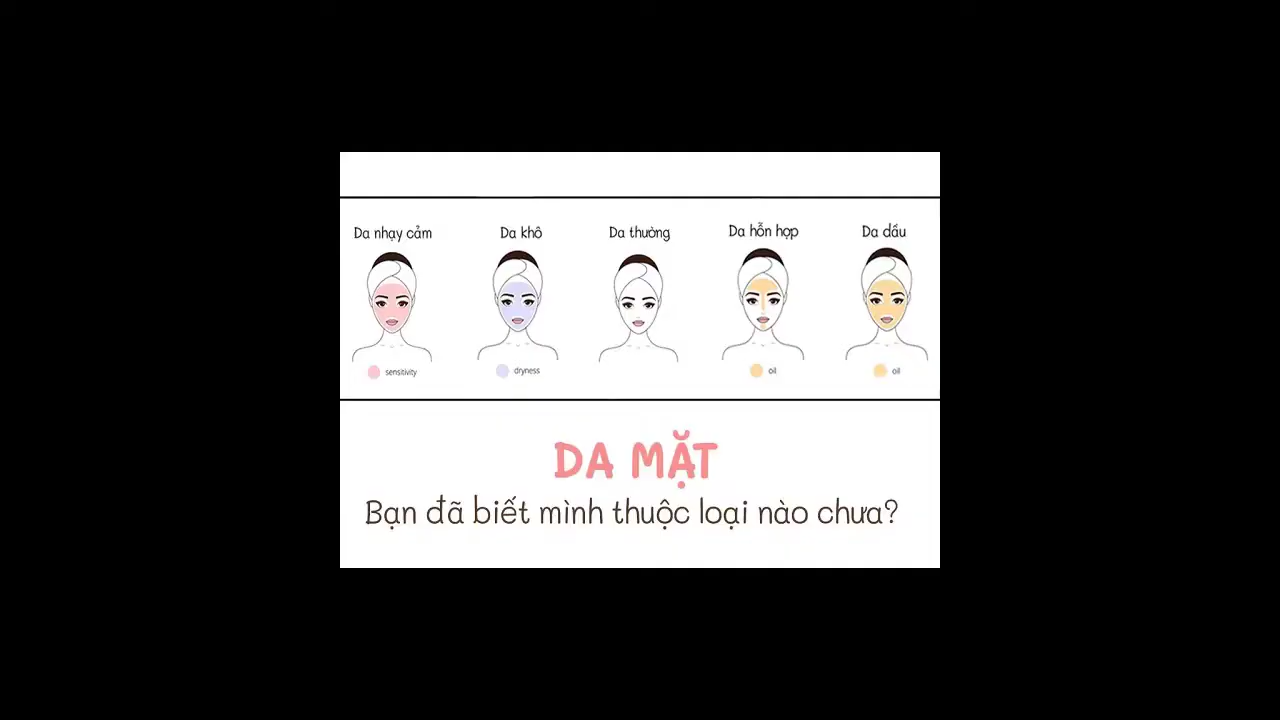 Da nhạy cảm
Da khô
Da thường
Da hỗn hợp
Da dầu
sensitivity
dryness
oil
oil
DA MẶT
Bạn đã biết mình thuộc loại nào chưa?